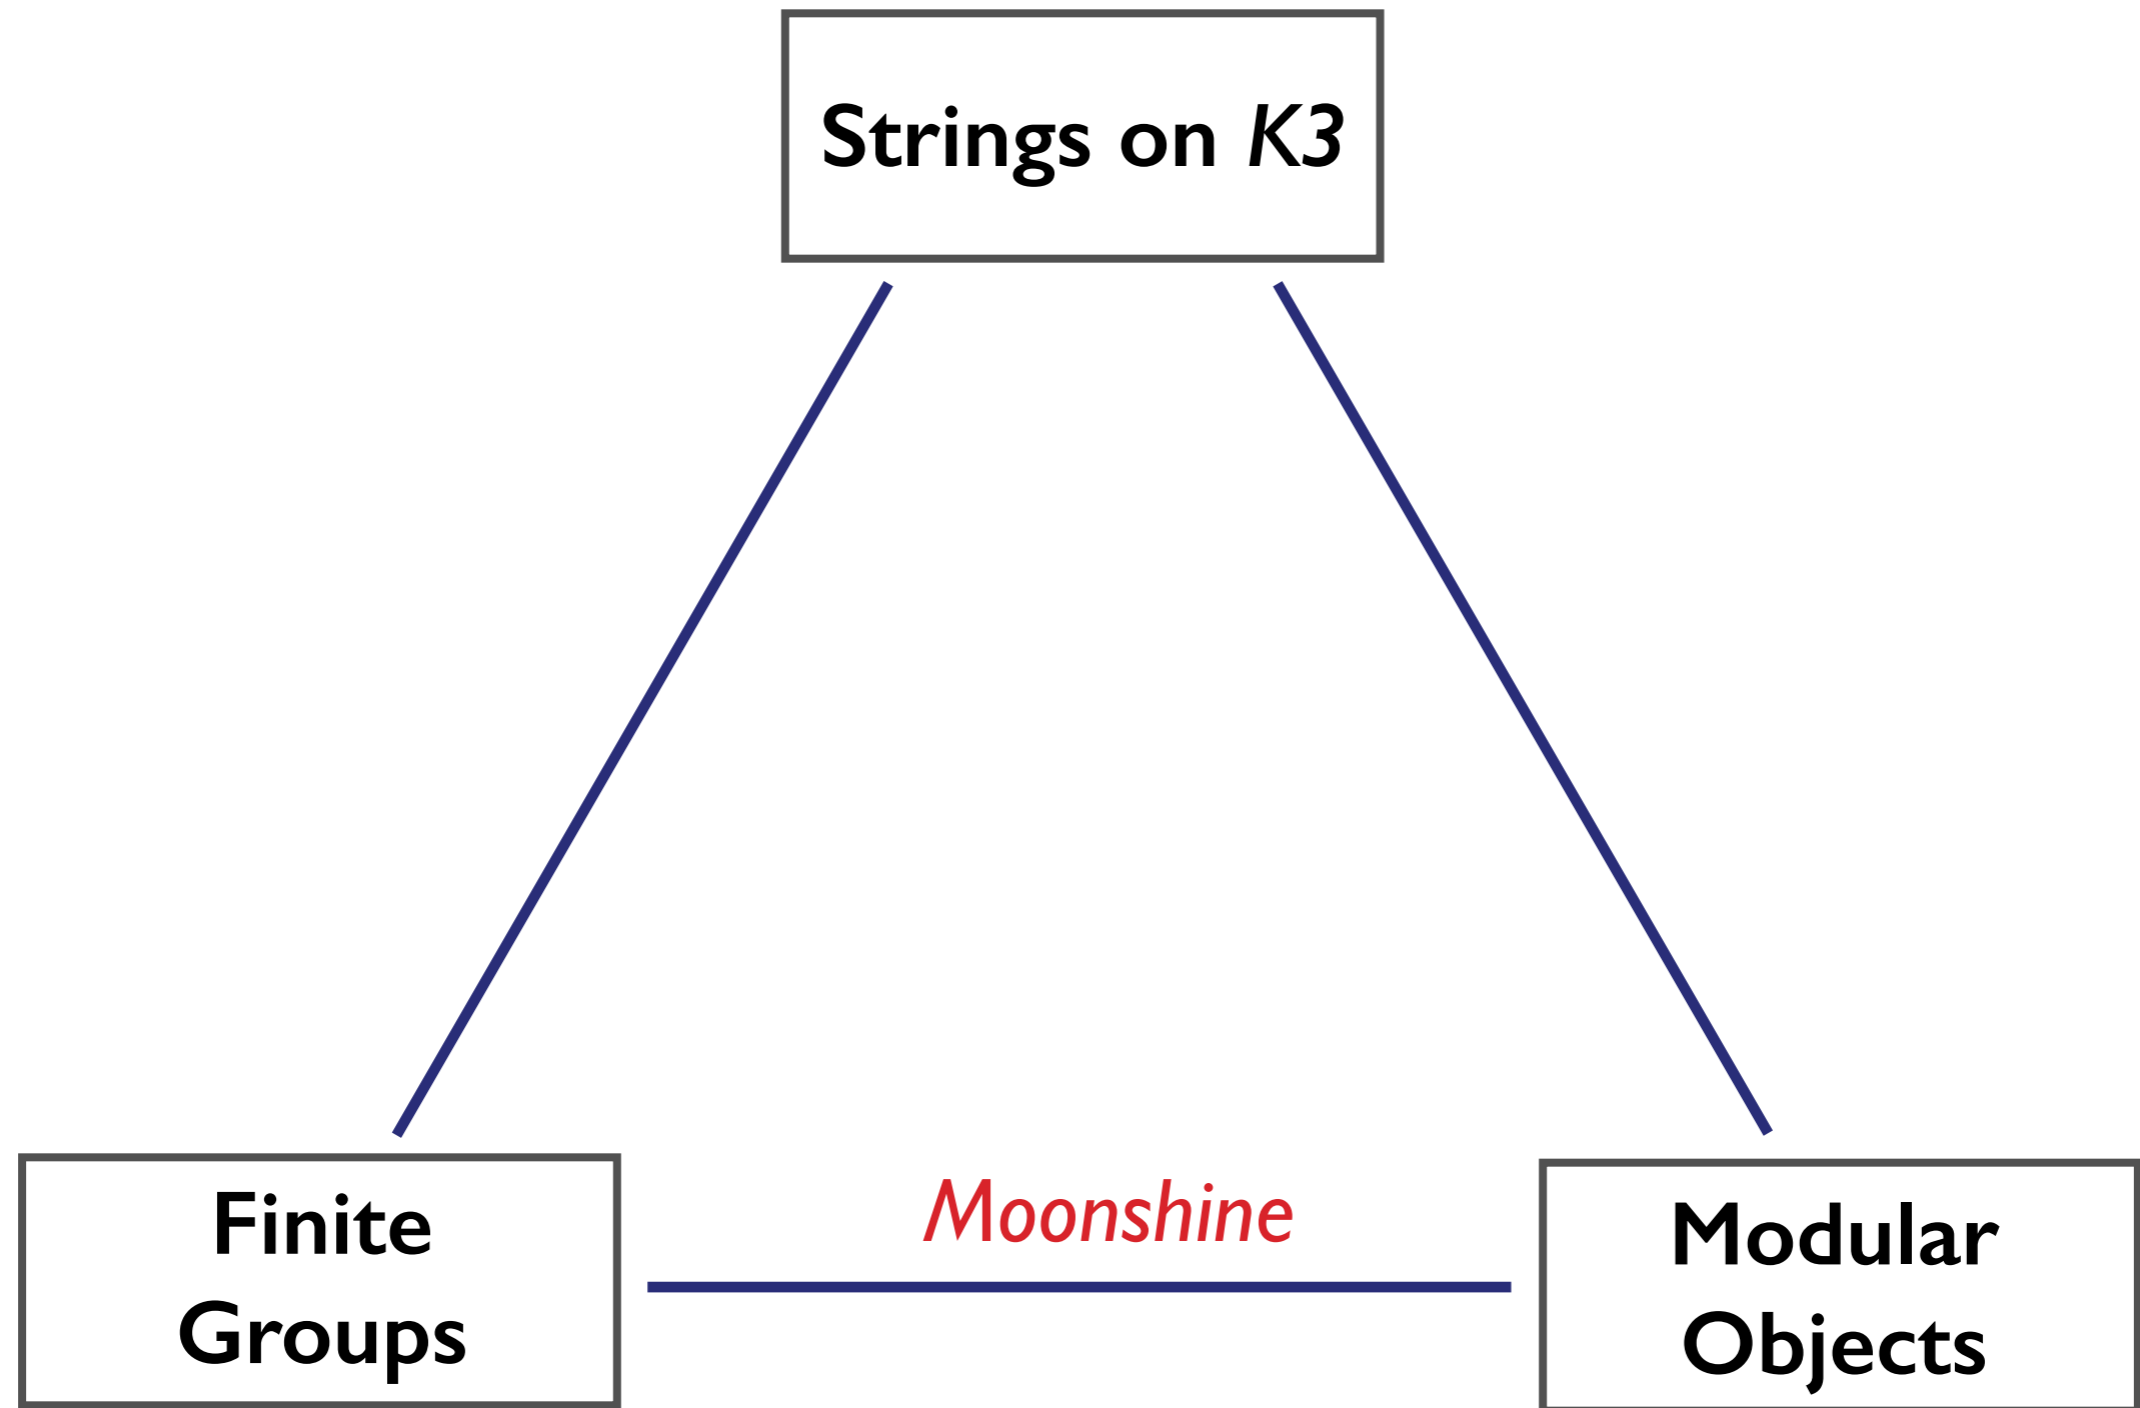 Strings on K3
Moonshine
Finite
Groups
Modular
Objects